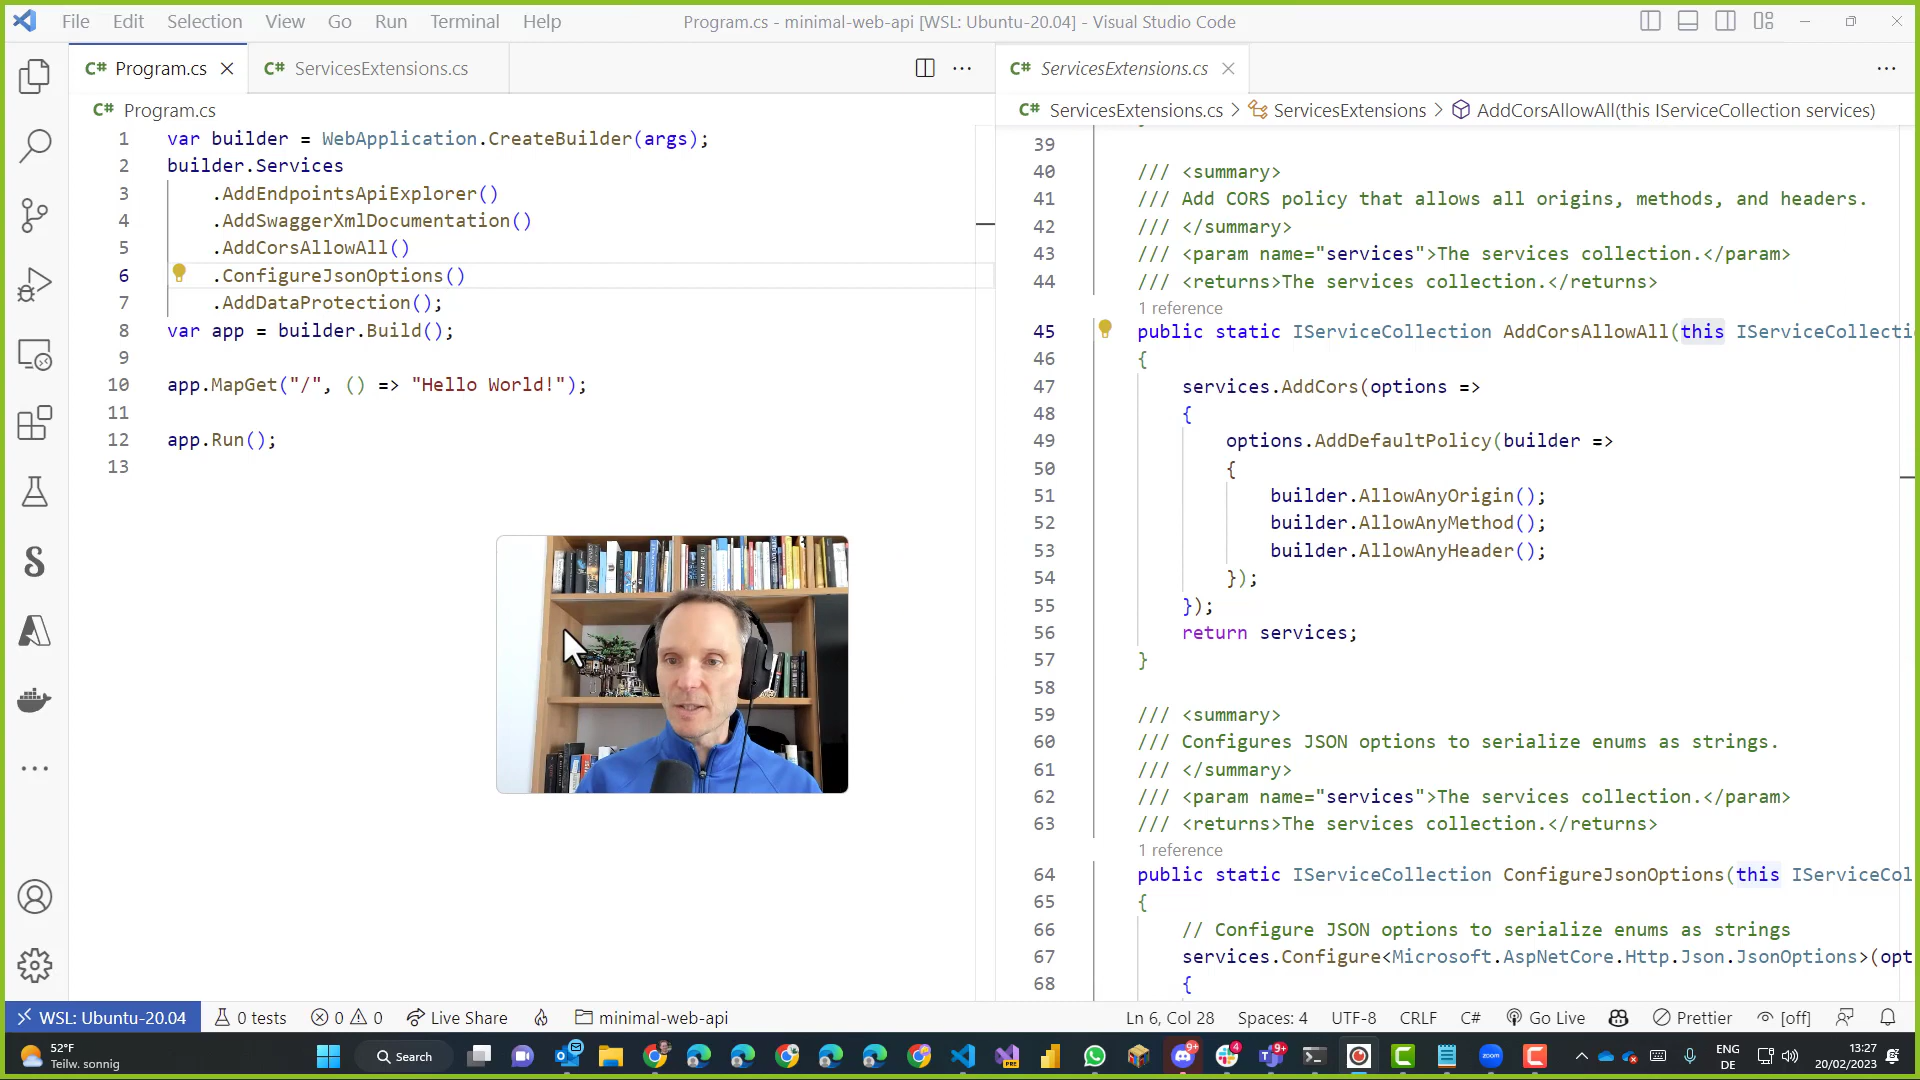 File Edit Selection View Go Run Terminal Help
Program.cs - minimal-web-api [WSL: Ubuntu-20.04] - Visual Studio Code
C# Program.cs
C# ServicesExtensions.cs
C# ServicesExtensions.cs
C# Program.cs
1 var builder = WebApplication.CreateBuilder(args);
2 builder.Services
3 .AddEndpointsApiExplorer()
4 .AddSwaggerXmlDocumentation()
5 .AddCorsAllowAll()
6 .ConfigureJsonOptions()
7 .AddDataProtection();
8 var app = builder.Build();
9
10 app.MapGet("/", () => "Hello World!");
11
12 app.Run();
13
C# ServicesExtensions.cs > ServicesExtensions > AddCorsAllowAll(this IServiceCollection services)
39
40 /// <summary>
41 /// Add CORS policy that allows all origins, methods, and headers.
42 /// </summary>
43 /// <param name="services">The services collection.</param>
44 /// <returns>The services collection.</returns>
1 reference
45 public static IServiceCollection AddCorsAllowAll(this IServiceCollecti
46 {
47 services.AddCors(options =>
48 {
49 options.AddDefaultPolicy(builder =>
50 {
51 builder.AllowAnyOrigin();
52 builder.AllowAnyMethod();
53 builder.AllowAnyHeader();
54 });
55 });
56 return services;
57 }
58
59 /// <summary>
60 /// Configures JSON options to serialize enums as strings.
61 /// </summary>
62 /// <param name="services">The services collection.</param>
63 /// <returns>The services collection.</returns>
1 reference
64 public static IServiceCollection ConfigureJsonOptions(this IServiceCol
65 {
66 // Configure JSON options to serialize enums as strings
67 services.Configure<Microsoft.AspNetCore.Http.Json.JsonOptions>(opt
68 {
WSL: Ubuntu-20.04 0 tests 0 0 Live Share minimal-web-api
Ln 6, Col 28 Spaces: 4 UTF-8 CRLF C# Go Live Prettier [off]
52°F
Teilw. sonnig
Search
PRE
9+
4
9+
zoom
ENG
DE
13:27
20/02/2023